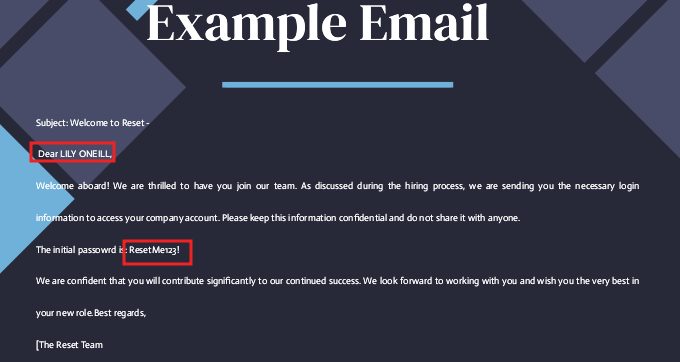 Example Email
Subject: Welcome to Reset -
Dear LILY ONEILL,
Welcome aboard! We are thrilled to have you join our team. As discussed during the hiring process, we are sending you the necessary login
information to access your company account. Please keep this information confidential and do not share it with anyone.
The initial passowrd is: ResetMe123!
We are confident that you will contribute significantly to our continued success. We look forward to working with you and wish you the very best in
your new role.Best regards,
[The Reset Team